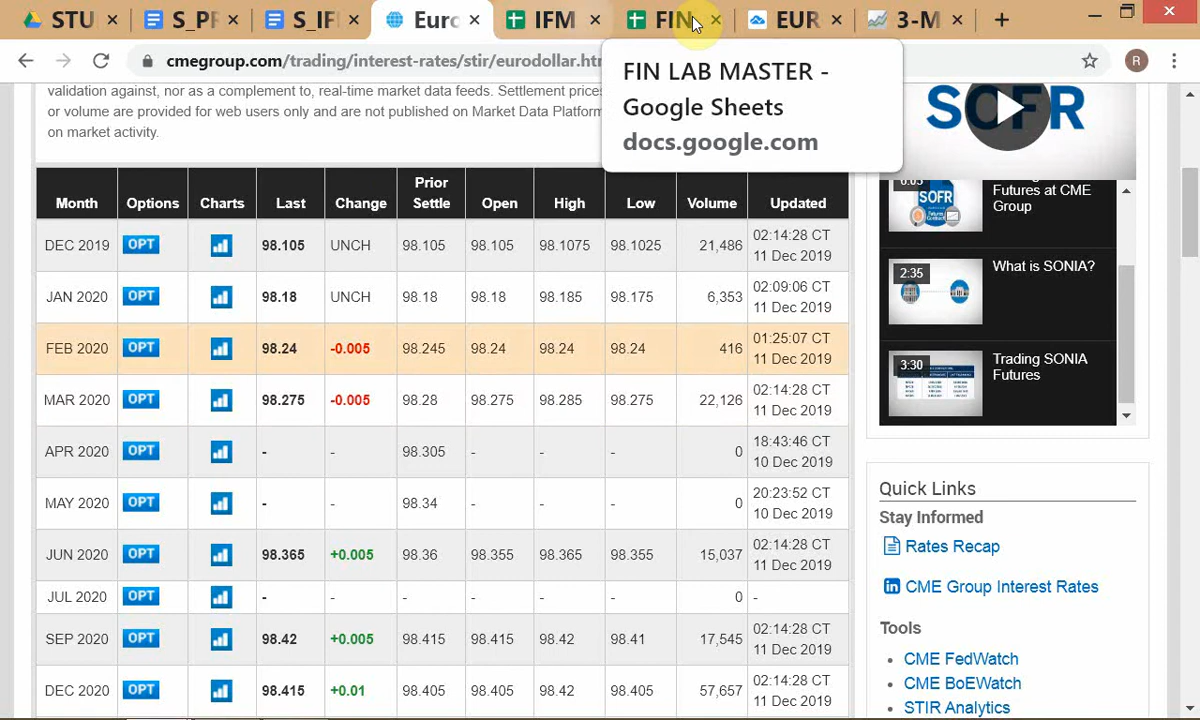 STU
S_PR
S_IFI
Euro
IFM
FIN
EUR
3-M
cmegroup.com/trading/interest-rates/stir/eurodollar.htm
R
FIN LAB MASTER -
Google Sheets
docs.google.com
validation against, nor as a complement to, real-time market data feeds. Settlement prices
or volume are provided for web users only and are not published on Market Data Platform
on market activity.
Month Options Charts Last Change Prior Settle Open High Low Volume Updated
DEC 2019 OPT 98.105 UNCH 98.105 98.105 98.1075 98.1025 21,486 02:14:28 CT 11 Dec 2019
JAN 2020 OPT 98.18 UNCH 98.18 98.18 98.185 98.175 6,353 02:09:06 CT 11 Dec 2019
FEB 2020 OPT 98.24 -0.005 98.245 98.24 98.24 98.24 416 01:25:07 CT 11 Dec 2019
MAR 2020 OPT 98.275 -0.005 98.28 98.275 98.285 98.275 22,126 02:14:28 CT 11 Dec 2019
APR 2020 OPT - - 98.305 - - - 0 18:43:46 CT 10 Dec 2019
MAY 2020 OPT - - 98.34 - - - 0 20:23:52 CT 10 Dec 2019
JUN 2020 OPT 98.365 +0.005 98.36 98.355 98.365 98.355 15,037 02:14:28 CT 11 Dec 2019
JUL 2020 OPT - - - - - - 0 -
SEP 2020 OPT 98.42 +0.005 98.415 98.415 98.42 98.41 17,545 02:14:28 CT 11 Dec 2019
DEC 2020 OPT 98.415 +0.01 98.405 98.405 98.42 98.405 57,657 02:14:28 CT 11 Dec 2019
SOFR
SOFR
Futures at CME
Group
2:35
What is SONIA?
3:30
Trading SONIA
Futures
Quick Links
Stay Informed
Rates Recap
CME Group Interest Rates
Tools
CME FedWatch
CME BoEWatch
STIR Analytics